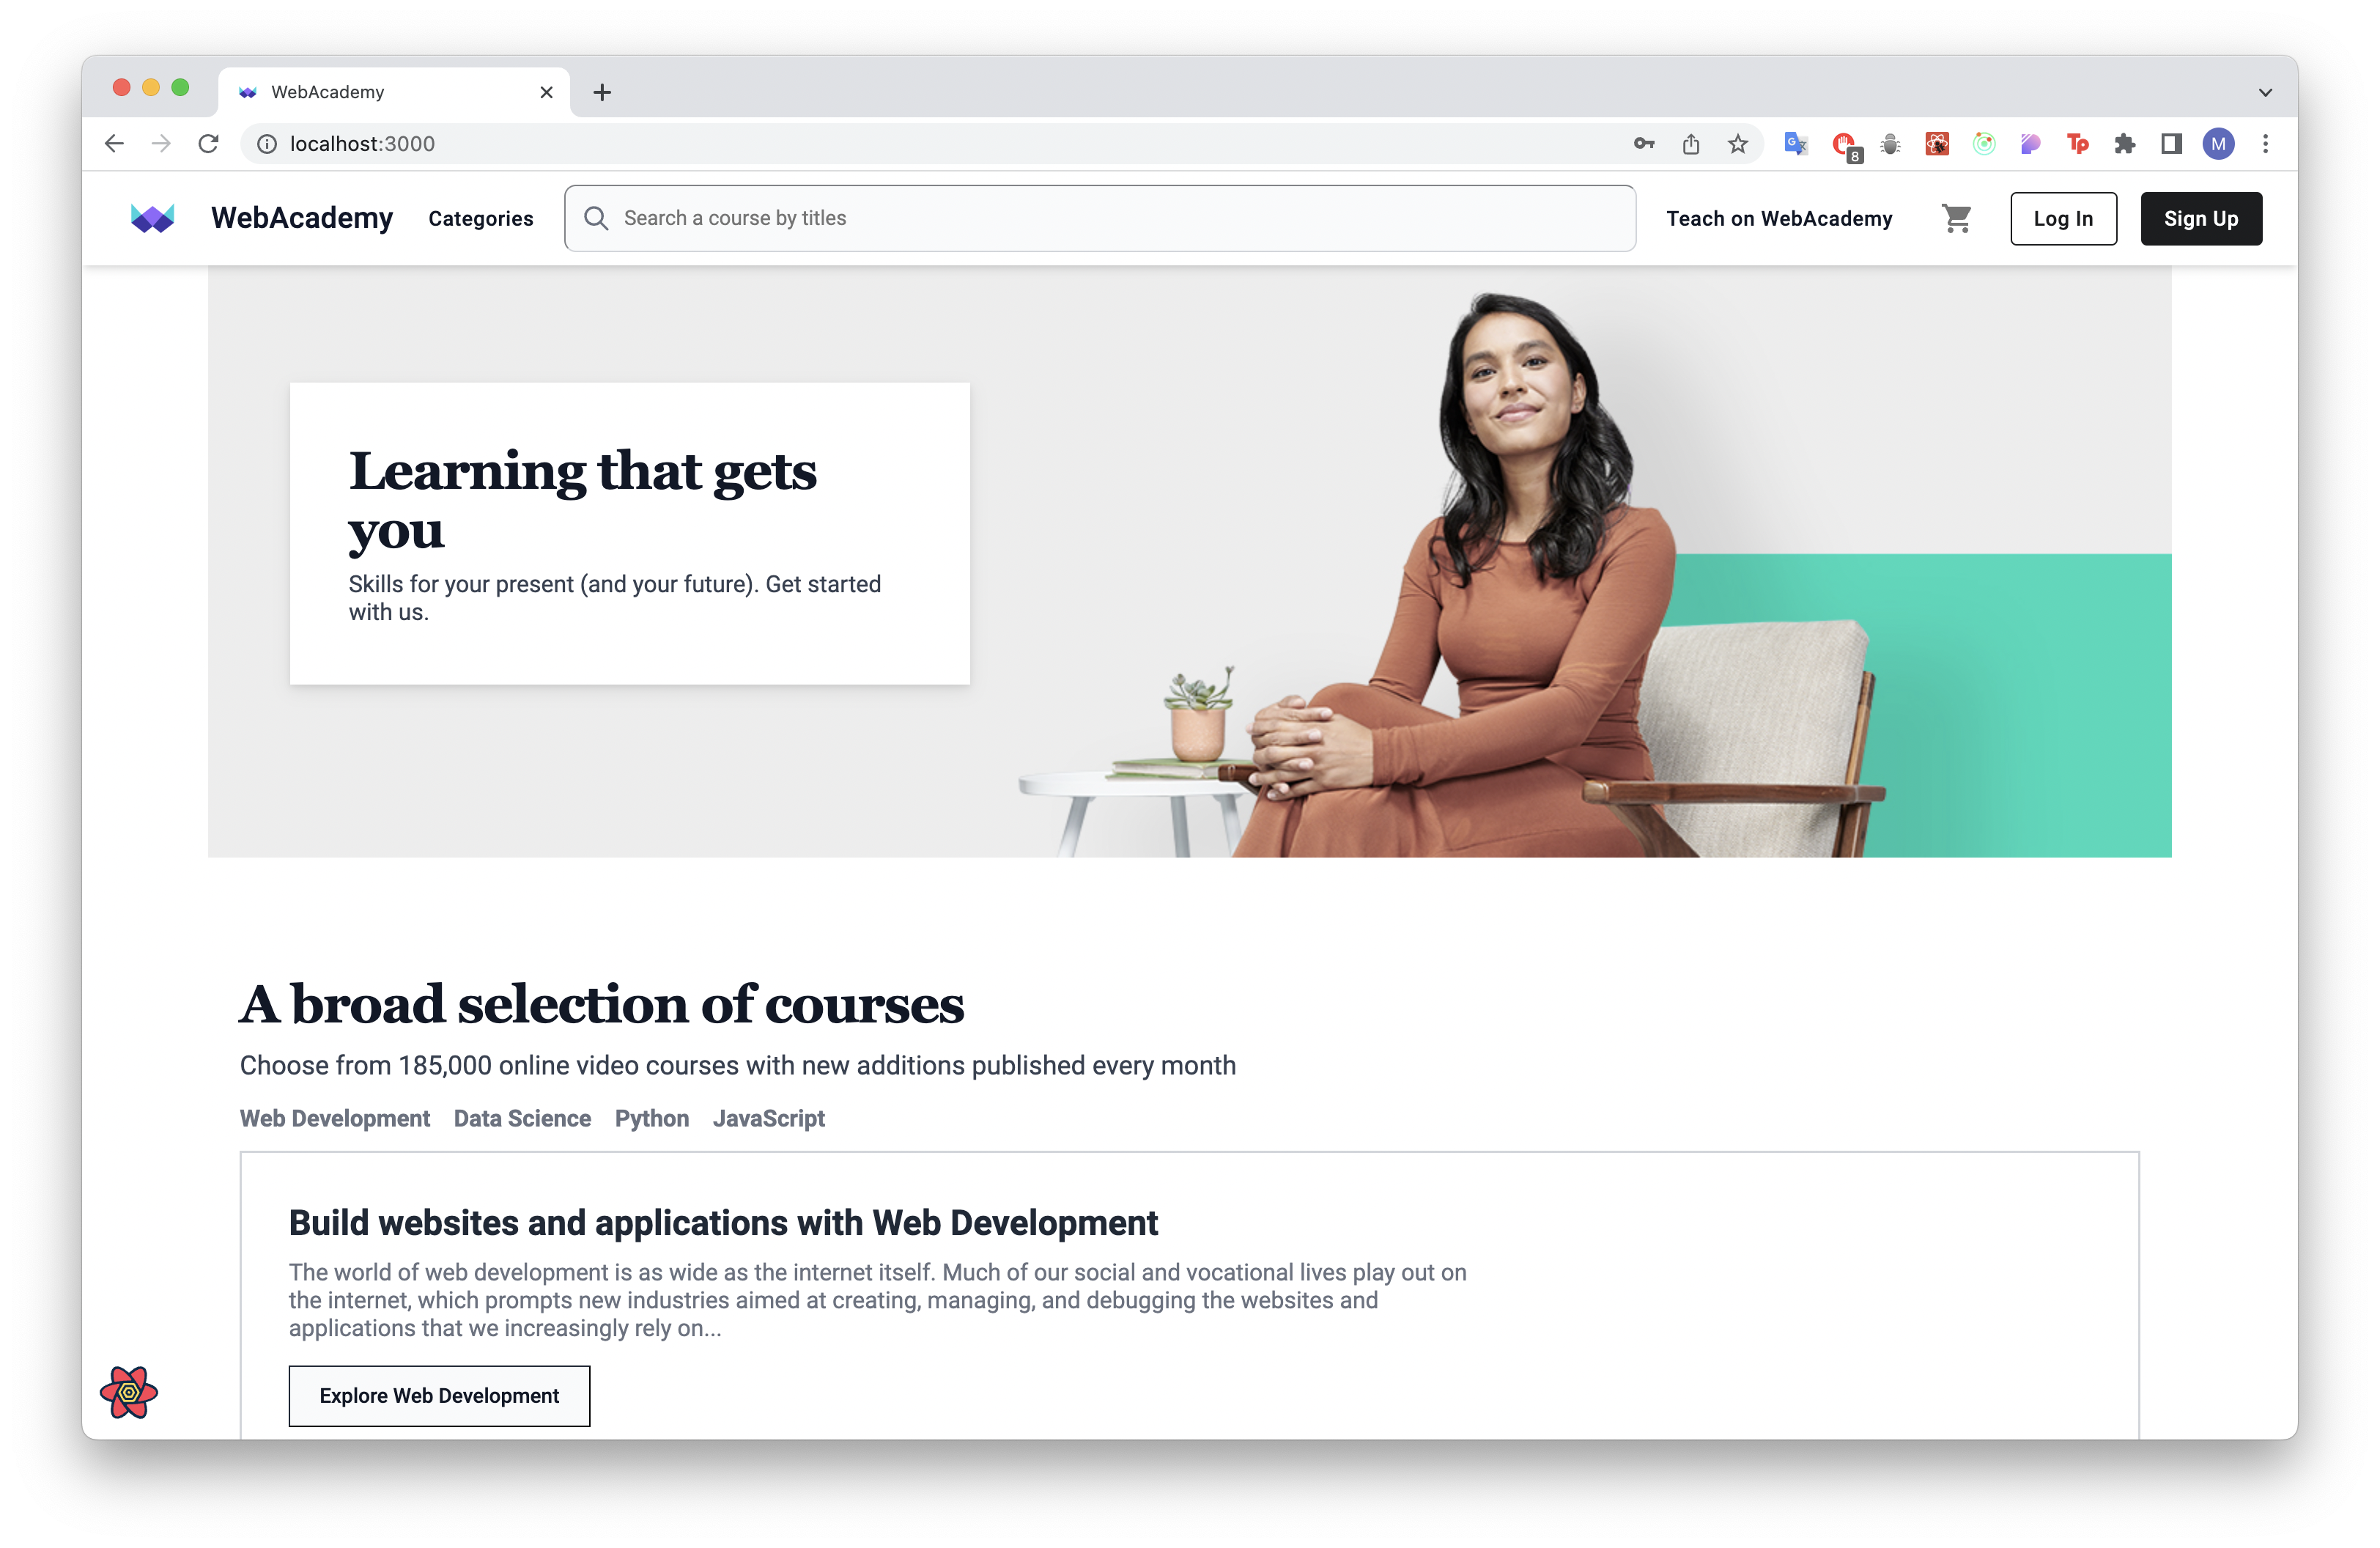 WebAcademy
localhost:3000
8
Tp
M
WebAcademy Categories Search a course by titles Teach on WebAcademy Log In Sign Up
Learning that gets
you
Skills for your present (and your future). Get started
with us.
A broad selection of courses
Choose from 185,000 online video courses with new additions published every month
Web Development Data Science Python JavaScript
Build websites and applications with Web Development
The world of web development is as wide as the internet itself. Much of our social and vocational lives play out on
the internet, which prompts new industries aimed at creating, managing, and debugging the websites and
applications that we increasingly rely on...
Explore Web Development